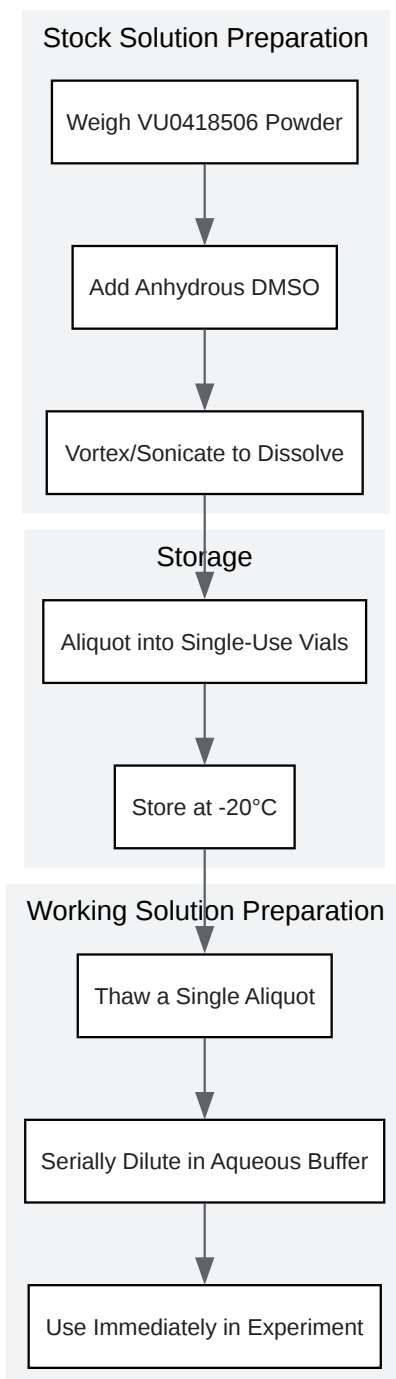 Stock Solution Preparation
Weigh VU0418506 Powder
Add Anhydrous DMSO
Vortex/Sonicate to Dissolve
Storage
Aliquot into Single-Use Vials
Store at -20°C
Working Solution Preparation
Thaw a Single Aliquot
Serially Dilute in Aqueous Buffer
Use Immediately in Experiment